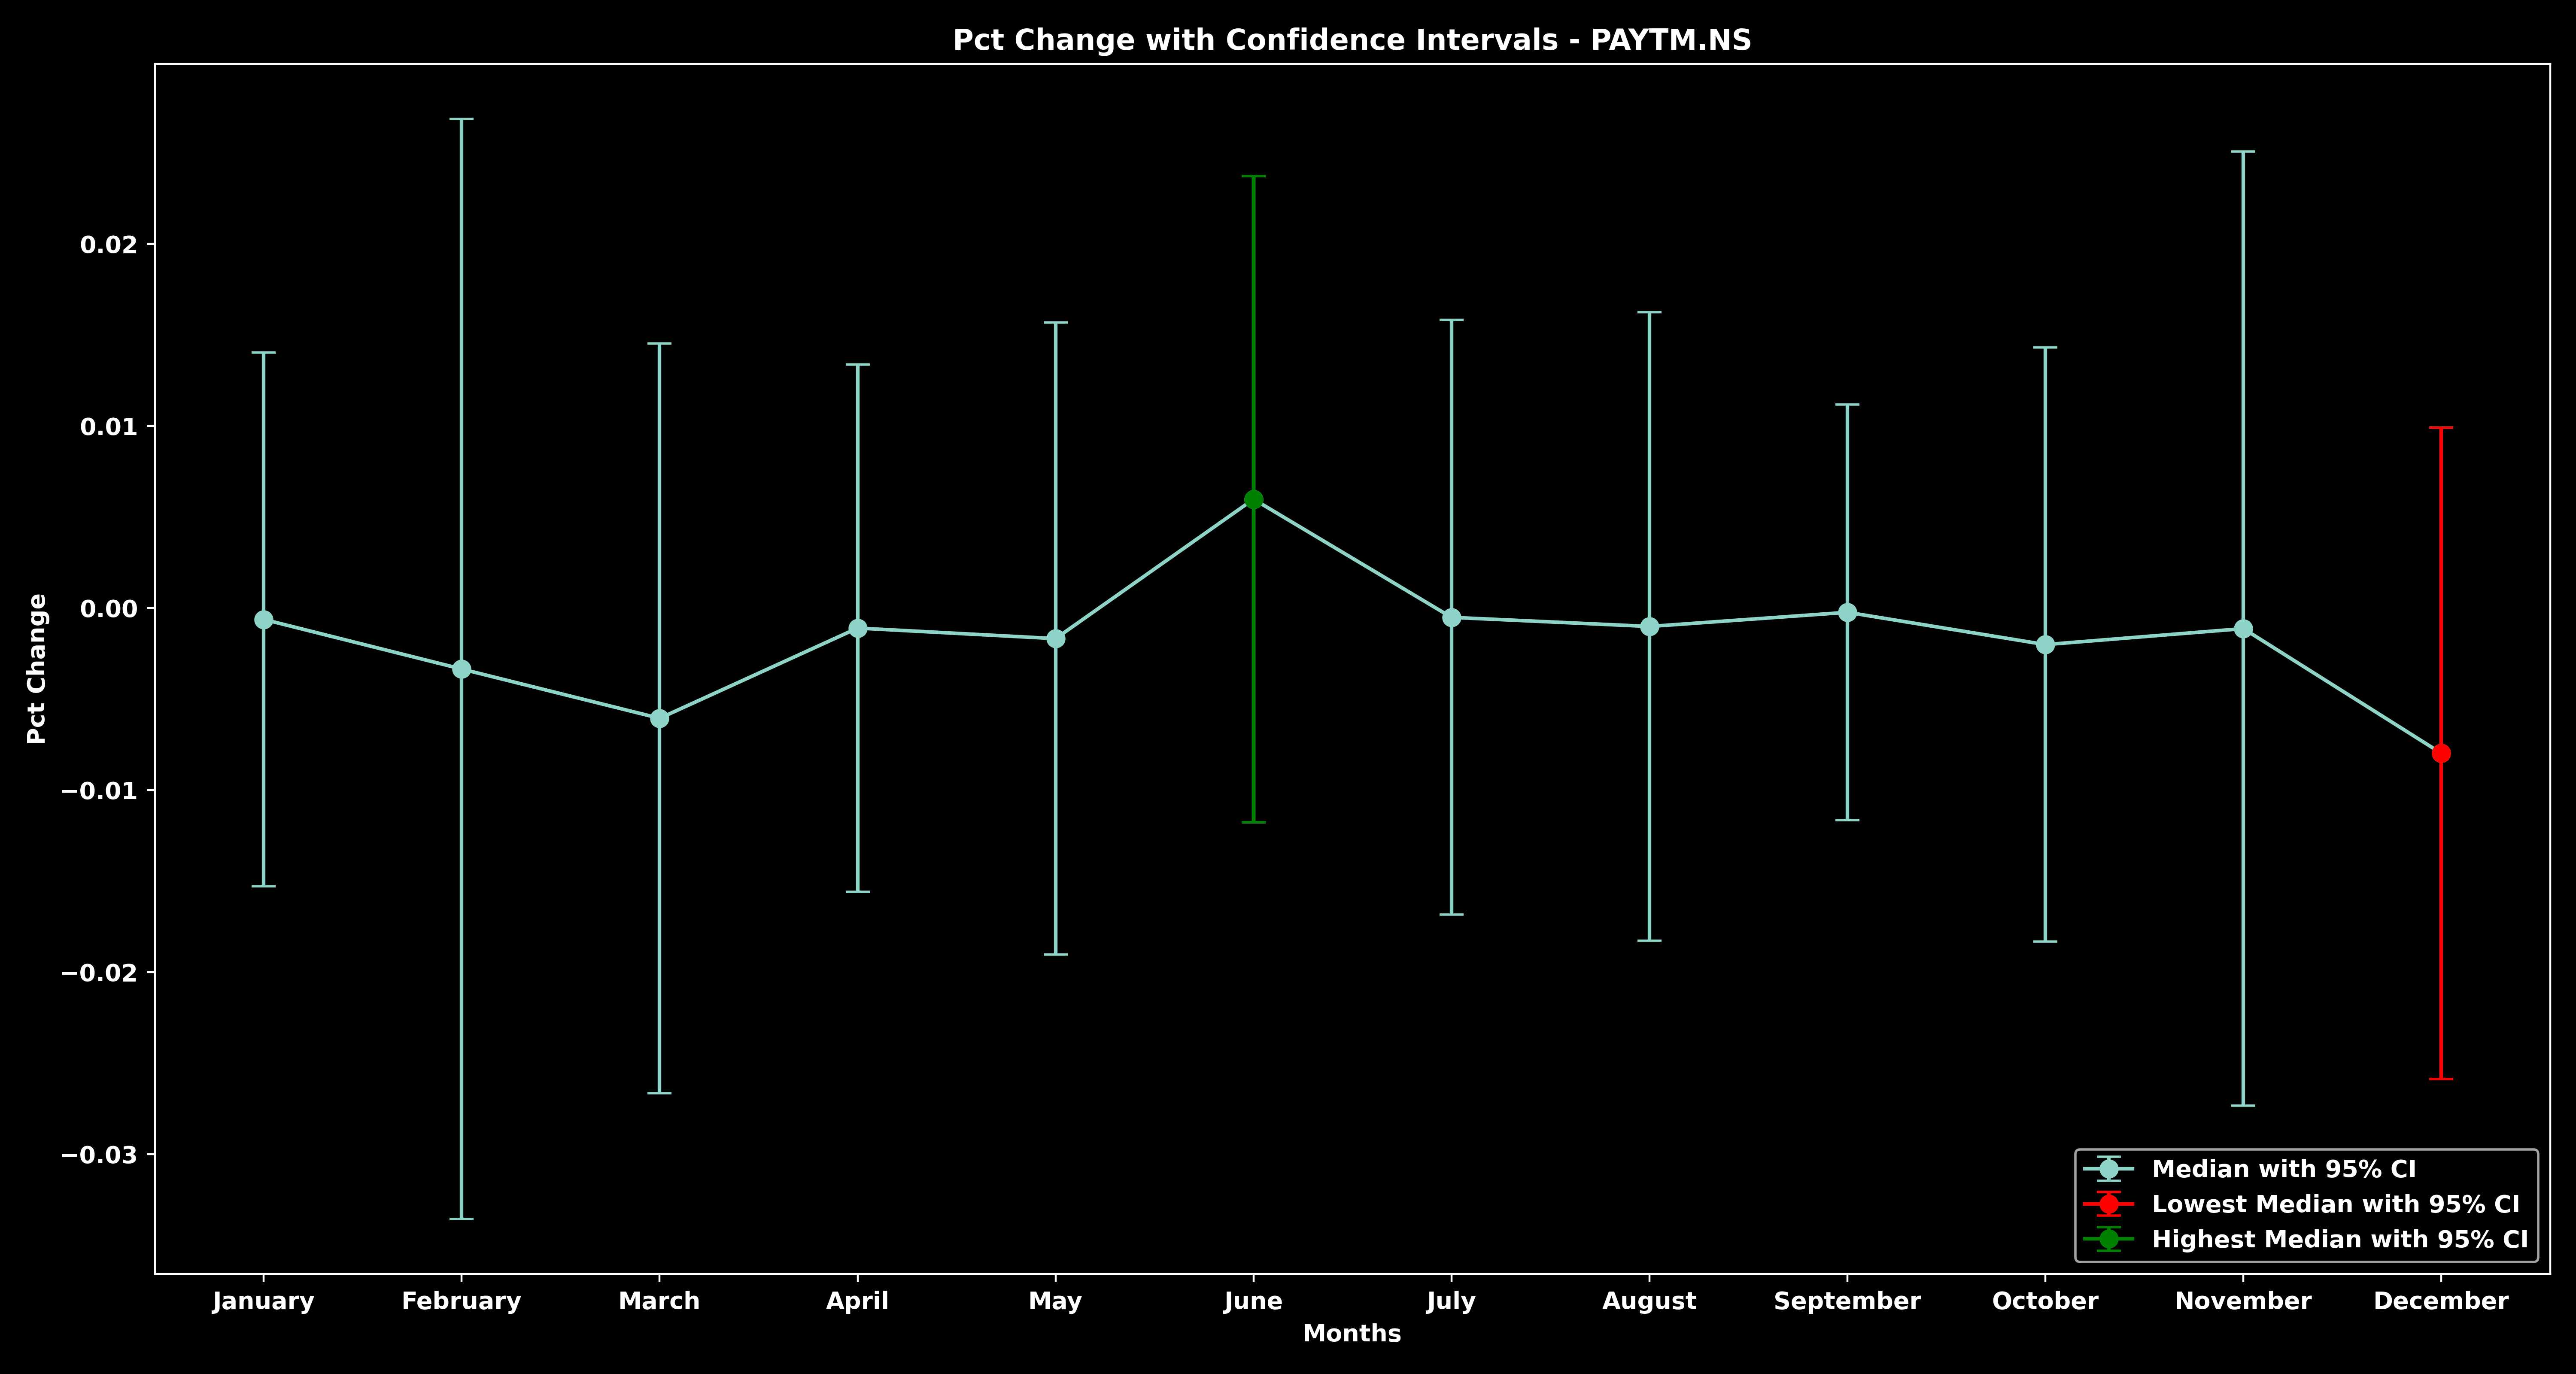 Pct Change with Confidence Intervals - PAYTM.NS
Pct Change
0.02
0.01
0.00
−0.01
−0.02
−0.03
January February March April May June July August September October November December
Months
Median with 95% CI
Lowest Median with 95% CI
Highest Median with 95% CI